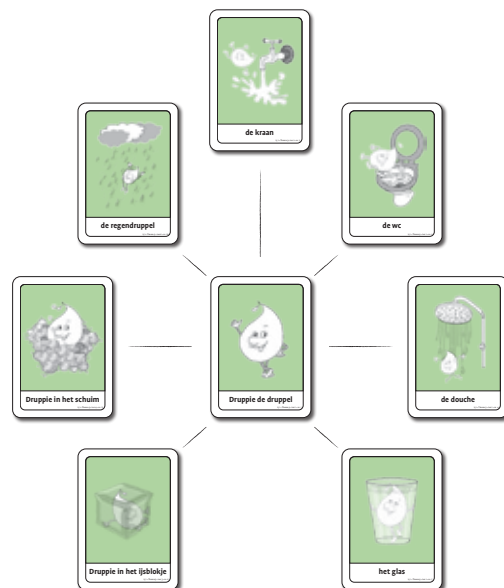 de kraan
de regendruppel
de wc
Druppie in het schuim
Druppie de druppel
de douche
Druppie in het ijsblokje
het glas